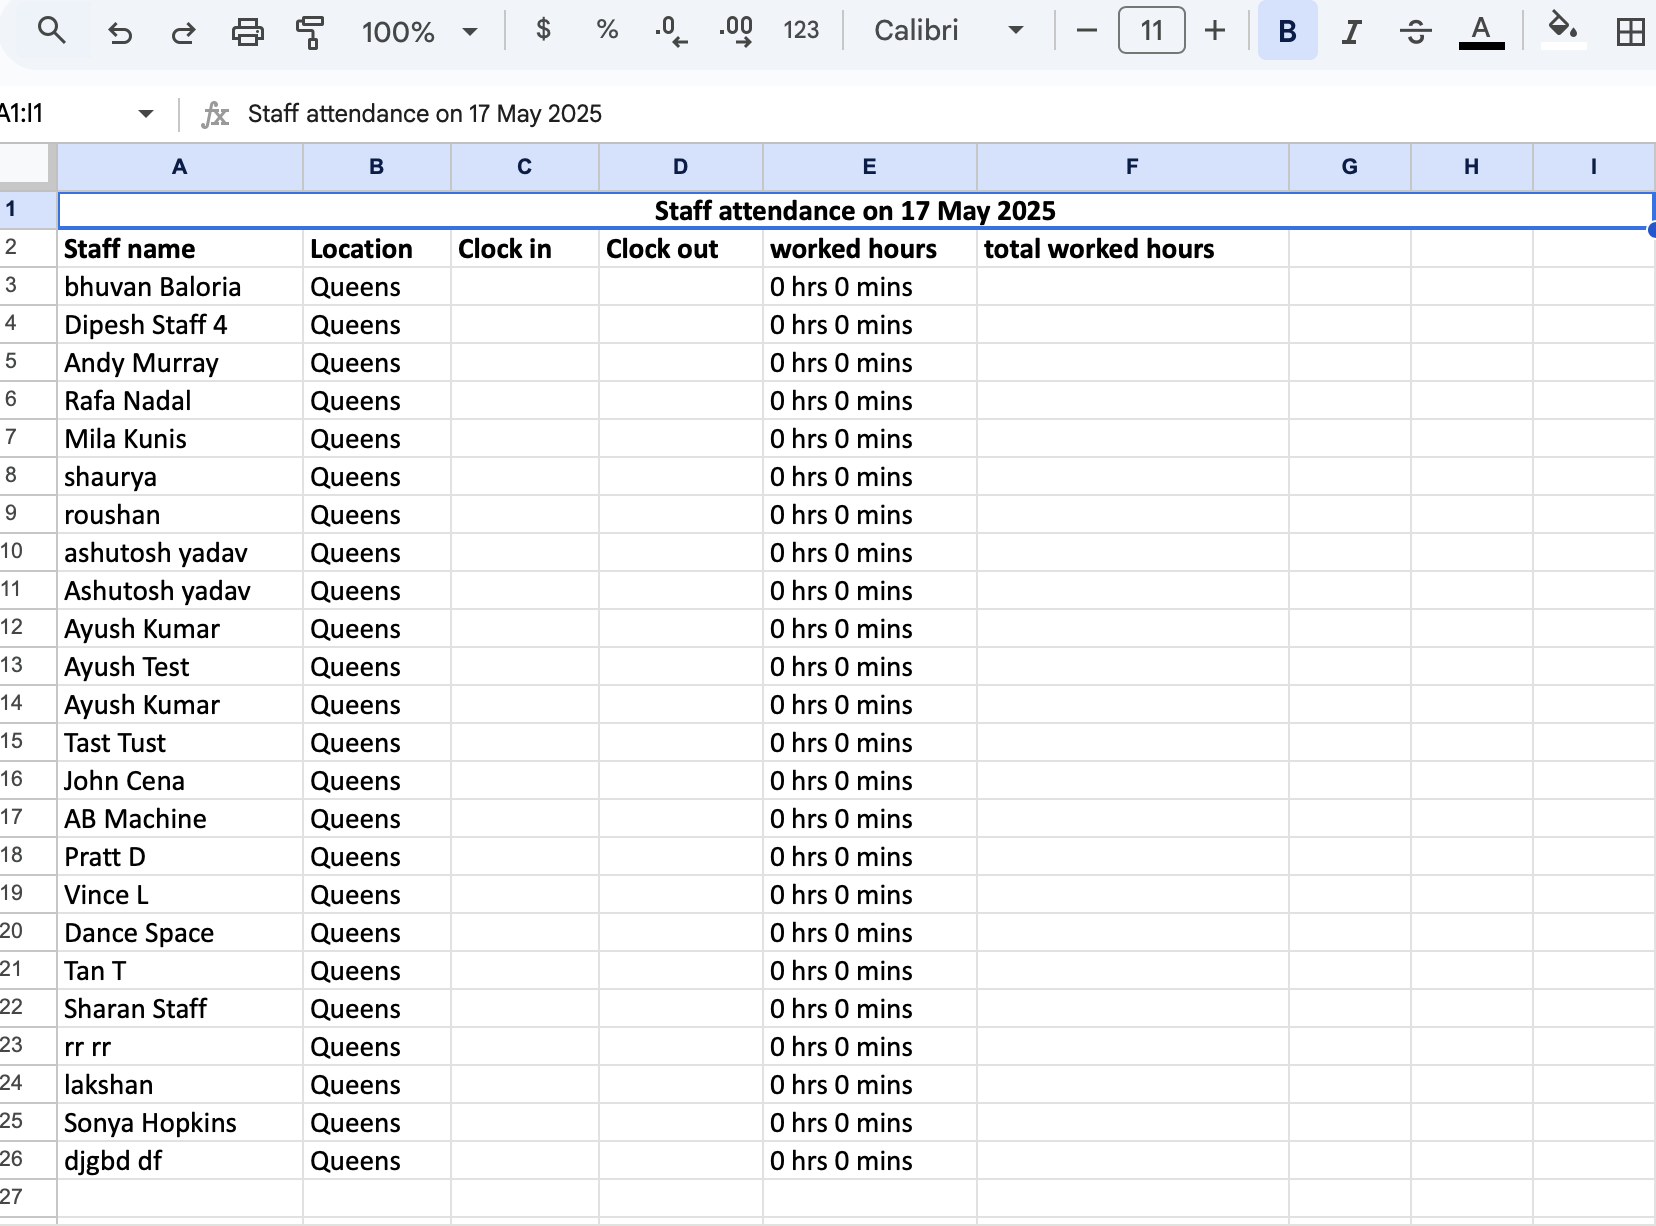 100% $ % .0 .00 123 Calibri 11 B I S A
A1:I1 fx Staff attendance on 17 May 2025
A B C D E F G H I
1 Staff attendance on 17 May 2025
2 Staff name Location Clock in Clock out worked hours total worked hours
3 bhuvan Baloria Queens 0 hrs 0 mins
4 Dipesh Staff 4 Queens 0 hrs 0 mins
5 Andy Murray Queens 0 hrs 0 mins
6 Rafa Nadal Queens 0 hrs 0 mins
7 Mila Kunis Queens 0 hrs 0 mins
8 shaurya Queens 0 hrs 0 mins
9 roushan Queens 0 hrs 0 mins
10 ashutosh yadav Queens 0 hrs 0 mins
11 Ashutosh yadav Queens 0 hrs 0 mins
12 Ayush Kumar Queens 0 hrs 0 mins
13 Ayush Test Queens 0 hrs 0 mins
14 Ayush Kumar Queens 0 hrs 0 mins
15 Tast Tust Queens 0 hrs 0 mins
16 John Cena Queens 0 hrs 0 mins
17 AB Machine Queens 0 hrs 0 mins
18 Pratt D Queens 0 hrs 0 mins
19 Vince L Queens 0 hrs 0 mins
20 Dance Space Queens 0 hrs 0 mins
21 Tan T Queens 0 hrs 0 mins
22 Sharan Staff Queens 0 hrs 0 mins
23 rr rr Queens 0 hrs 0 mins
24 lakshan Queens 0 hrs 0 mins
25 Sonya Hopkins Queens 0 hrs 0 mins
26 djgbd df Queens 0 hrs 0 mins
27